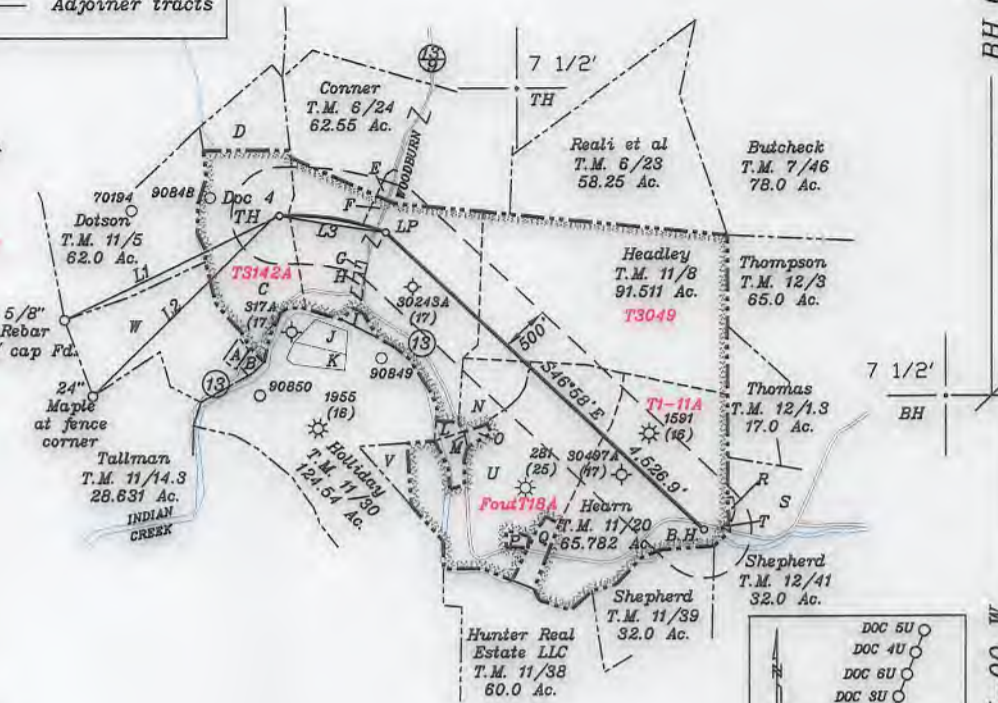 Adjoiner tracts
BH
13
9
7 1/2'
TH
Conner
T.M. 6/24
62.55 Ac.
D
E
F
Reali et al
T.M. 6/23
58.25 Ac.
Butcheck
T.M. 7/46
78.0 Ac.
70194
90848
Doc 4
TH
L3
LP
Dotson
T.M. 11/5
62.0 Ac.
L1
L2
W
T3142A
C
G
H
317A
(17)
30243A
(17)
13
Headley
T.M. 11/8
91.511 Ac.
T3049
Thompson
T.M. 12/3
65.0 Ac.
5/8"
Rebar
cap Fd.
500'
S46°58' E
4,526.9'
J
K
A
B
13
90850
90849
24"
Maple
at fence
corner
7 1/2'
BH
Thomas
T.M. 12/1.3
17.0 Ac.
T1-11A
1591
(16)
1955
(16)
Holliday
T.M. 11/30
124.54 Ac.
N
L
M
O
V
U
281
(25)
30497A
(17)
R
S
T
Tallman
T.M. 11/14.3
28.631 Ac.
INDIAN
CREEK
FoutT18A
Hearn
T.M. 11/20
65.782 Ac.
B.H
P
Q
Shepherd
T.M. 12/41
32.0 Ac.
Shepherd
T.M. 11/39
32.0 Ac.
Hunter Real
Estate LLC
T.M. 11/38
60.0 Ac.
N
DOC 5U
DOC 4U
DOC 6U
DOC 3U
00 W